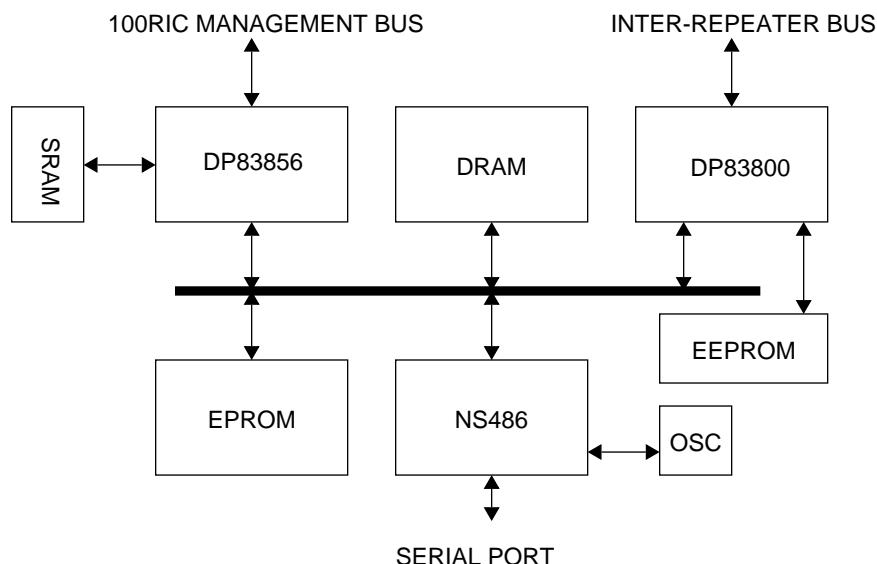 100RIC MANAGEMENT BUS
INTER-REPEATER BUS
SRAM
DP83856
DRAM
DP83800
EEPROM
EPROM
NS486
OSC
SERIAL PORT